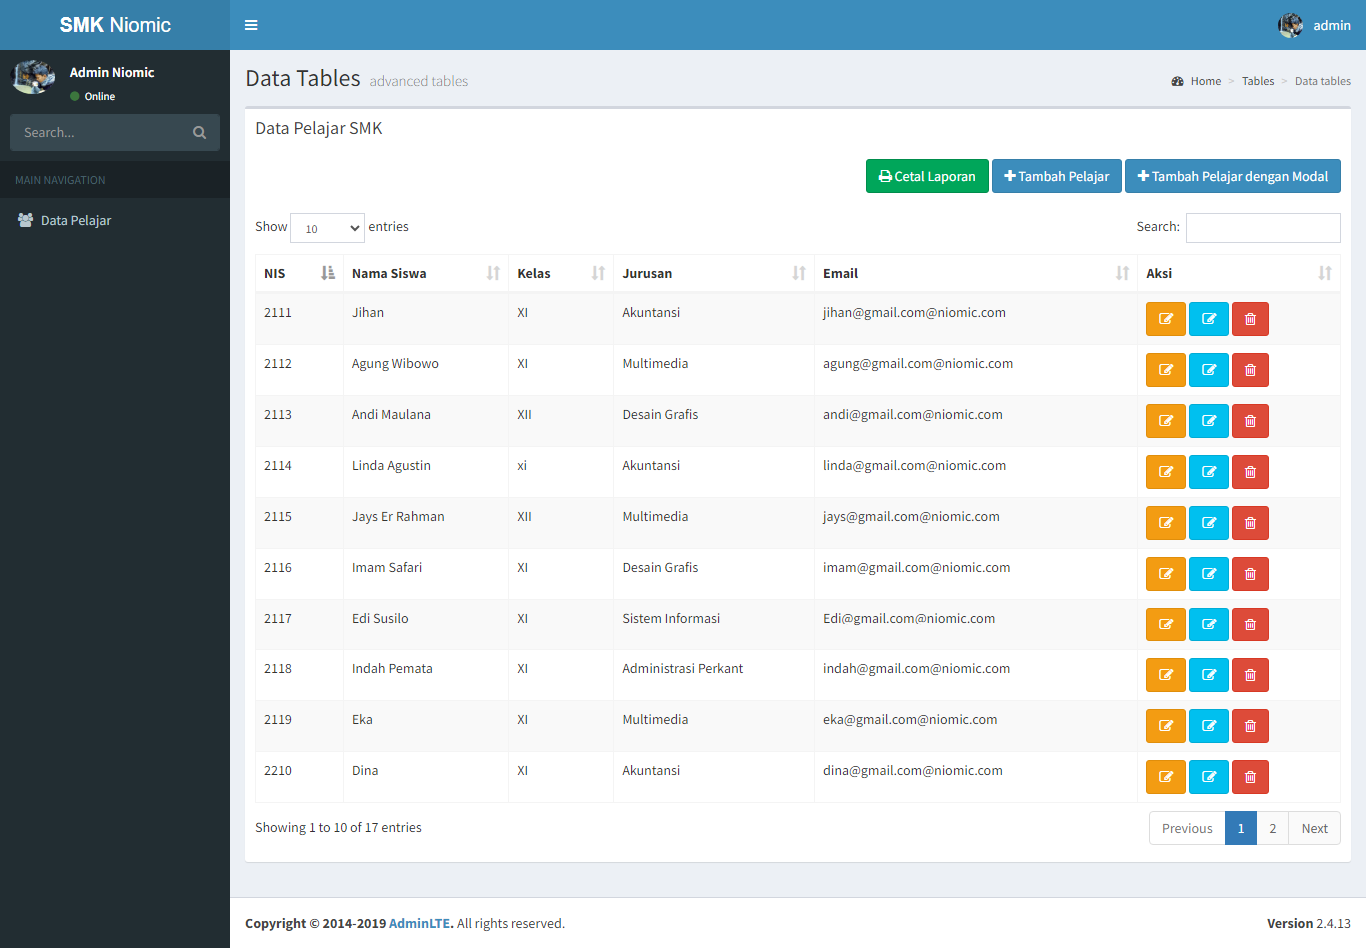 SMK Niomic
admin
Admin Niomic
Online
Search...
MAIN NAVIGATION
Data Pelajar
Data Tables advanced tables
Home > Tables > Data tables
Data Pelajar SMK
Cetal Laporan
Tambah Pelajar
Tambah Pelajar dengan Modal
Show 10 entries
Search:
NIS Nama Siswa Kelas Jurusan Email Aksi
2111 Jihan XI Akuntansi jihan@gmail.com@niomic.com
2112 Agung Wibowo XI Multimedia agung@gmail.com@niomic.com
2113 Andi Maulana XII Desain Grafis andi@gmail.com@niomic.com
2114 Linda Agustin xi Akuntansi linda@gmail.com@niomic.com
2115 Jays Er Rahman XII Multimedia jays@gmail.com@niomic.com
2116 Imam Safari XI Desain Grafis imam@gmail.com@niomic.com
2117 Edi Susilo XI Sistem Informasi Edi@gmail.com@niomic.com
2118 Indah Pemata XI Administrasi Perkant indah@gmail.com@niomic.com
2119 Eka XI Multimedia eka@gmail.com@niomic.com
2210 Dina XI Akuntansi dina@gmail.com@niomic.com
Showing 1 to 10 of 17 entries
Previous 1 2 Next
Copyright © 2014-2019 AdminLTE. All rights reserved.
Version 2.4.13